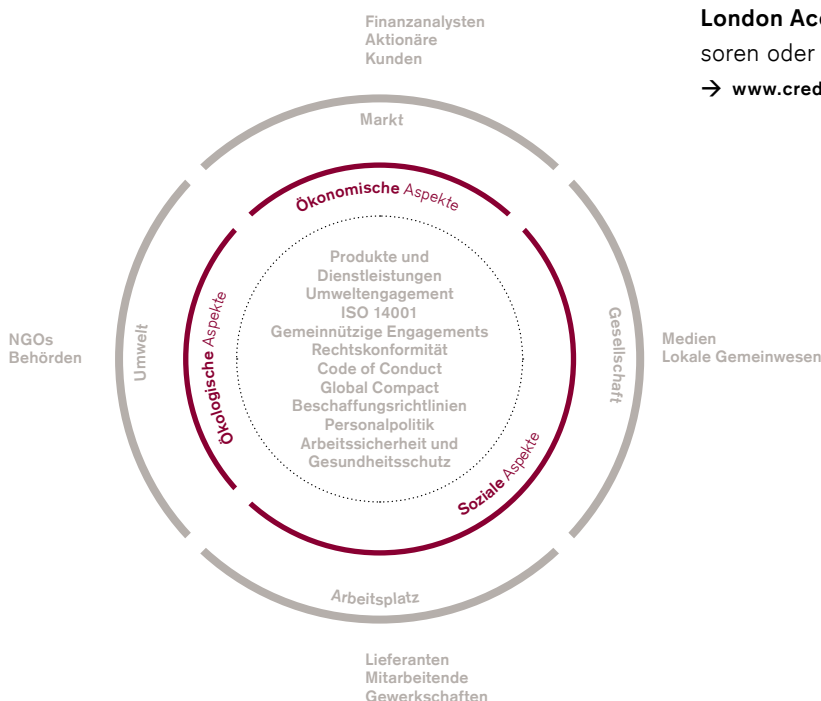 Finanzanalysten
Aktionäre
Kunden
London Acc
soren oder
→ www.cred
Markt
Ökonomische Aspekte
Produkte und
Dienstleistungen
Umweltengagement
ISO 14001
Gemeinnützige Engagements
Rechtskonformität
Code of Conduct
Global Compact
Beschaffungsrichtlinien
Personalpolitik
Arbeitssicherheit und
Gesundheitsschutz
NGOs
Behörden
Umwelt
Ökologische Aspekte
Gesellschaft
Medien
Lokale Gemeinwesen
Soziale Aspekte
Arbeitsplatz
Lieferanten
Mitarbeitende
Gewerkschaften